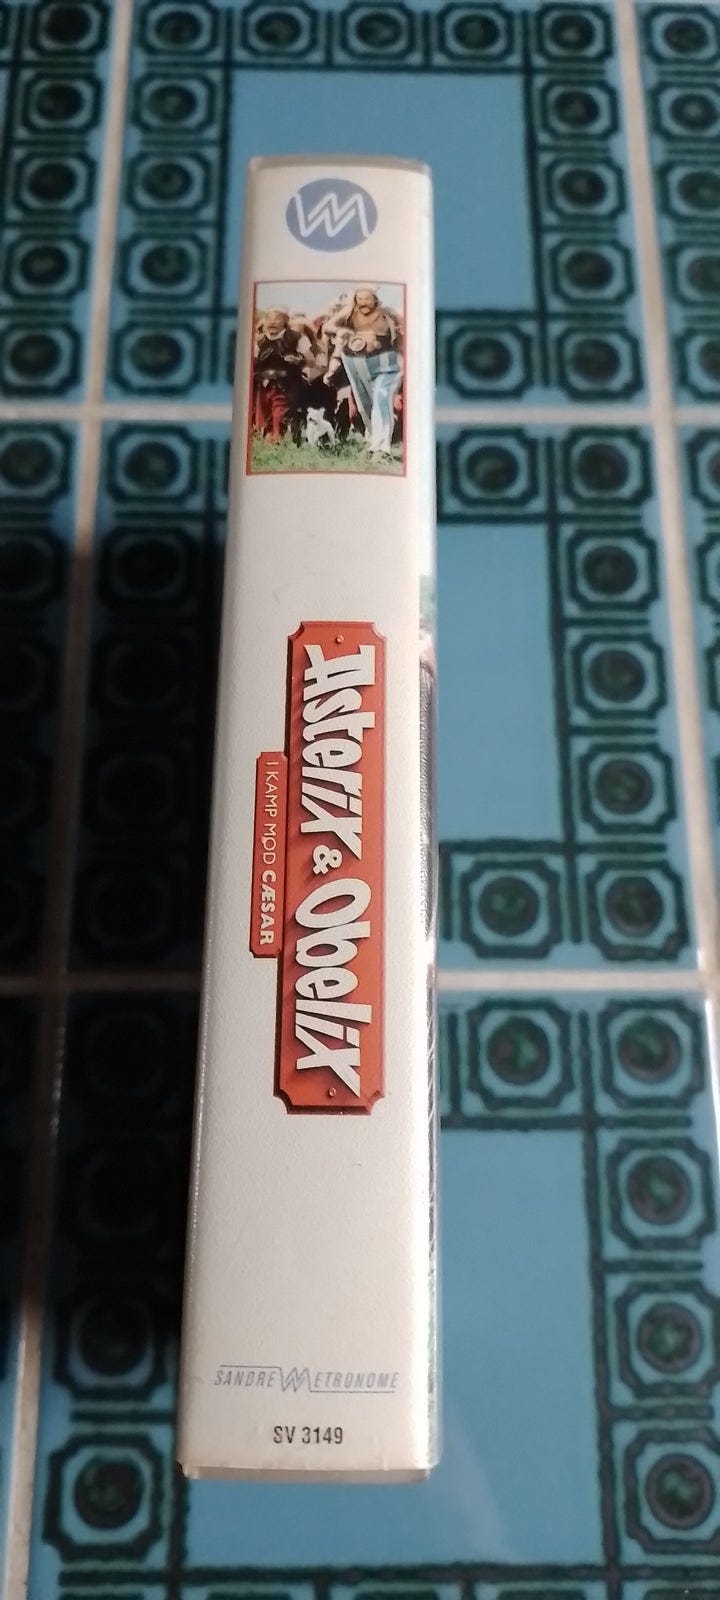 Asterix & Obelix
I KAMP MOD CÆSAR
SANDREW METRONOME
SV 3149